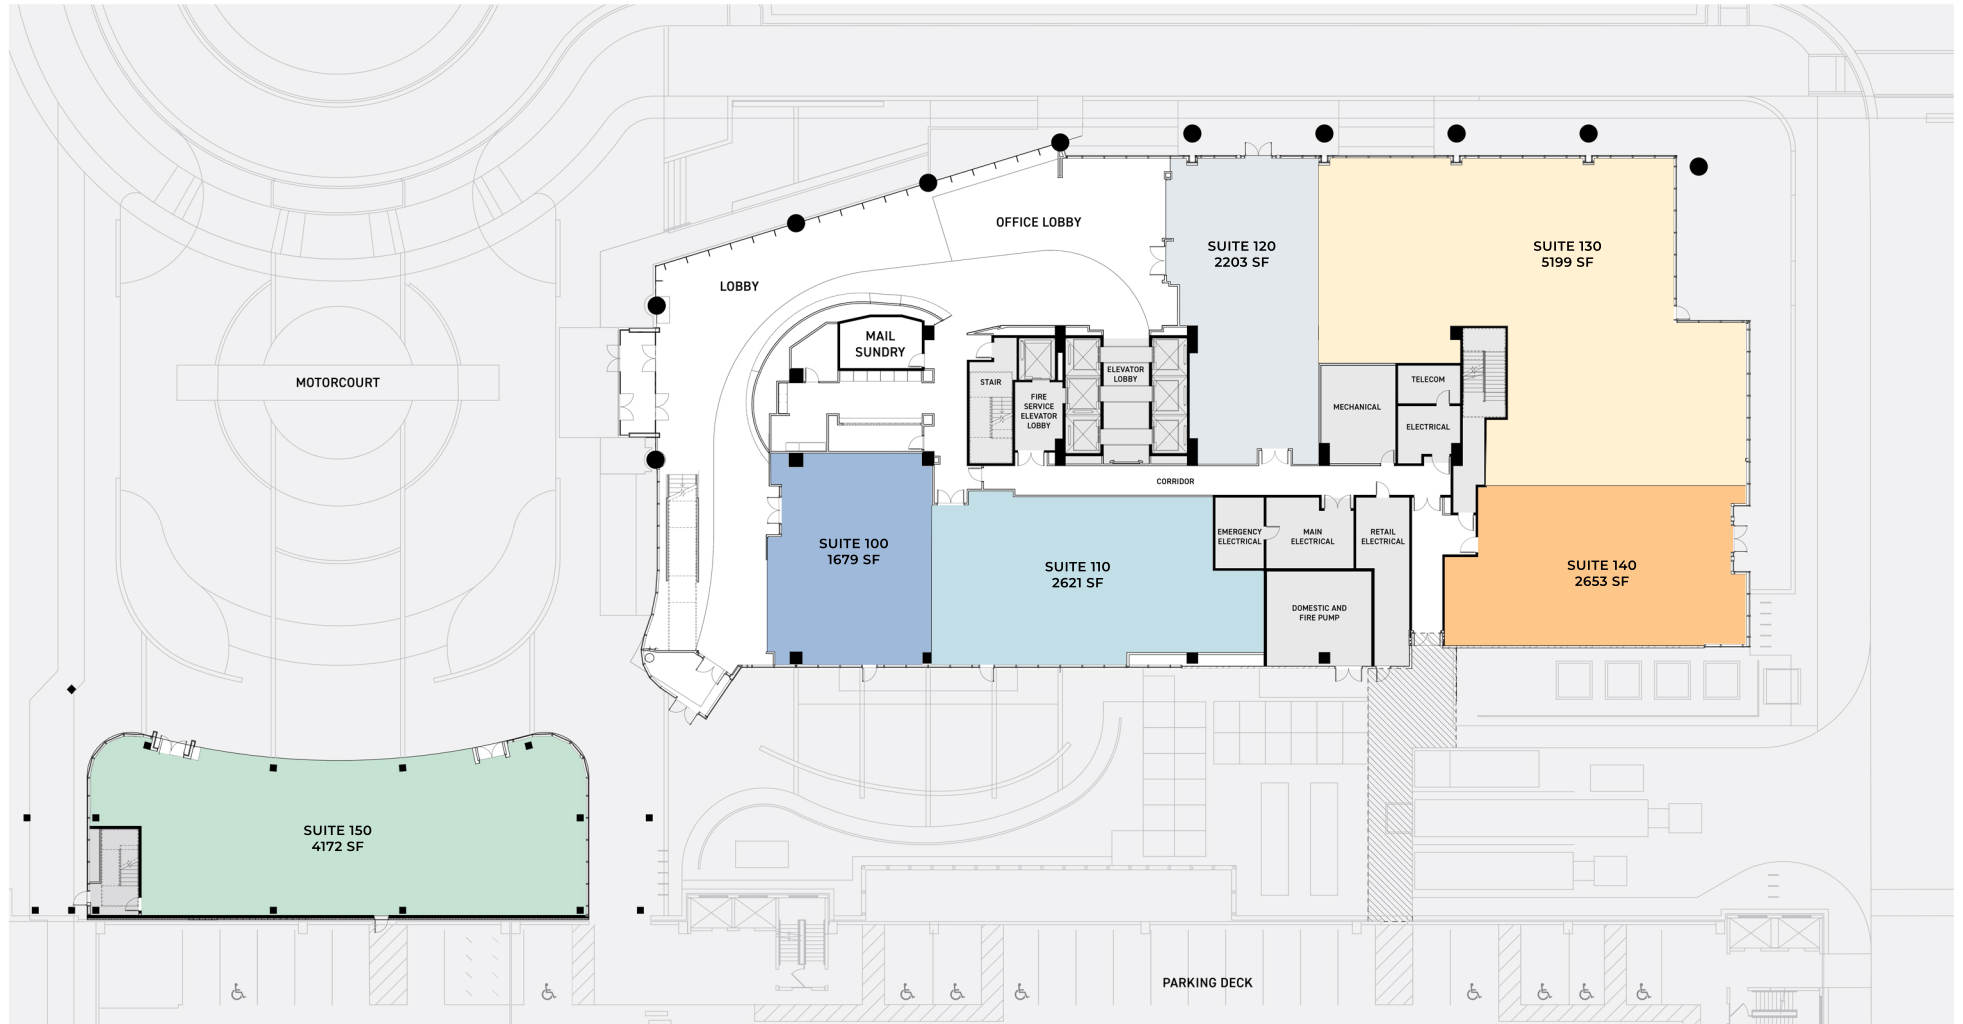 OFFICE LOBBY
SUITE 120
2203 SF
SUITE 130
5199 SF
LOBBY
MAIL
SUNDRY
MOTORCOURT
STAIR
FIRE
SERVICE
ELEVATOR
LOBBY
ELEVATOR
LOBBY
MECHANICAL
TELECOM
ELECTRICAL
CORRIDOR
SUITE 100
1679 SF
SUITE 110
2621 SF
EMERGENCY
ELECTRICAL
MAIN
ELECTRICAL
RETAIL
ELECTRICAL
SUITE 140
2653 SF
DOMESTIC AND
FIRE PUMP
SUITE 150
4172 SF
PARKING DECK